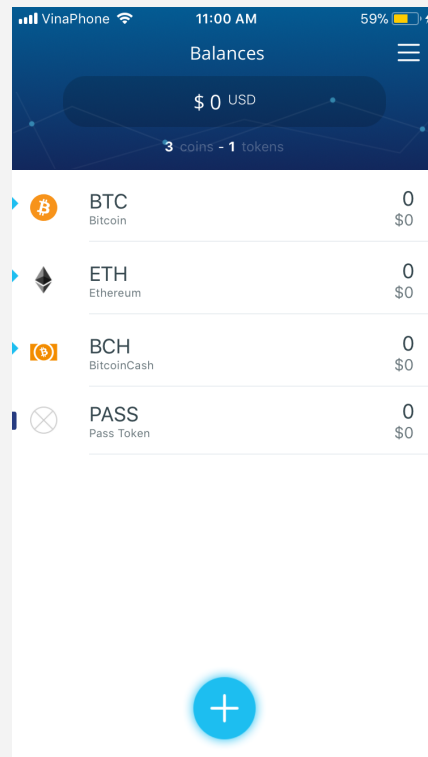 VinaPhone 11:00 AM 59%
Balances
$ 0 USD
3 coins - 1 tokens
BTC 0
Bitcoin $0
ETH 0
Ethereum $0
BCH 0
BitcoinCash $0
PASS 0
Pass Token $0